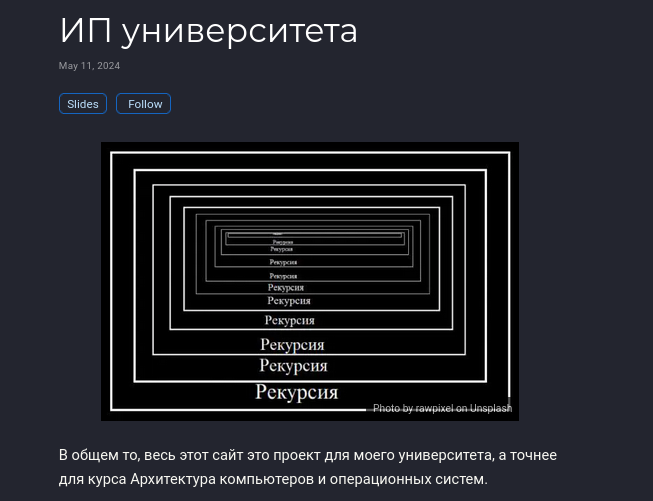 ИП университета
May 11, 2024
Slides
Follow
Рекурсия
Рекурсия
Рекурсия
Рекурсия
Рекурсия
Рекурсия
Рекурсия
Рекурсия
Рекурсия
Рекурсия
Photo by rawpixel on Unsplash
В общем то, весь этот сайт это проект для моего университета, а точнее
для курса Архитектура компьютеров и операционных систем.